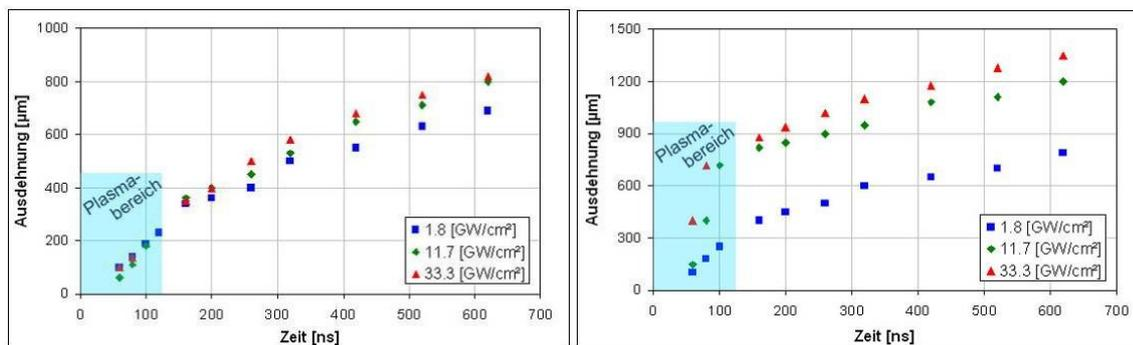 1000
800
600
400
200
0
Ausdehnung [µm]
Plasma-
bereich
1.8 [GW/cm²]
11.7 [GW/cm²]
33.3 [GW/cm²]
0 100 200 300 400 500 600 700
Zeit [ns]
1500
1200
900
600
300
0
Ausdehnung [µm]
Plasma-
bereich
1.8 [GW/cm²]
11.7 [GW/cm²]
33.3 [GW/cm²]
0 100 200 300 400 500 600 700
Zeit [ns]